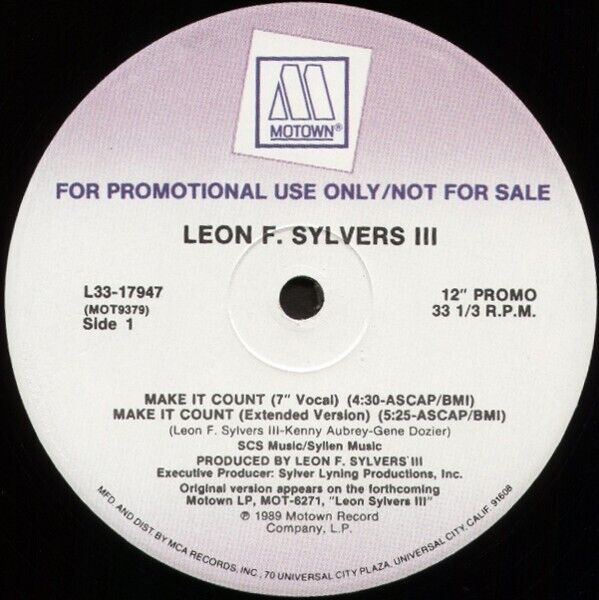 MOTOWN®
FOR PROMOTIONAL USE ONLY/NOT FOR SALE
LEON F. SYLVERS III
L33-17947
(MOT9379)
Side 1
12" PROMO
33 1/3 R.P.M.
MAKE IT COUNT (7" Vocal) (4:30-ASCAP/BMI)
MAKE IT COUNT (Extended Version) (5:25-ASCAP/BMI)
(Leon F. Sylvers III-Kenny Aubrey-Gene Dozier)
SCS Music/Syllen Music
PRODUCED BY LEON F. SYLVERS III
Executive Producer: Sylver Lyning Productions, Inc.
Original version appears on the forthcoming
Motown LP, MOT-6271, "Leon Sylvers III"
℗ 1989 Motown Record
Company, L.P.
MFD. AND DIST. BY MCA RECORDS, INC., 70 UNIVERSAL CITY PLAZA, UNIVERSAL CITY, CALIF. 91608